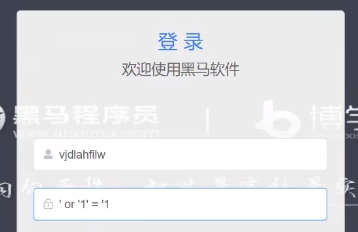 登录
欢迎使用黑马软件
黑马程序员
博学
vjdlahfilw
' or '1' = '1